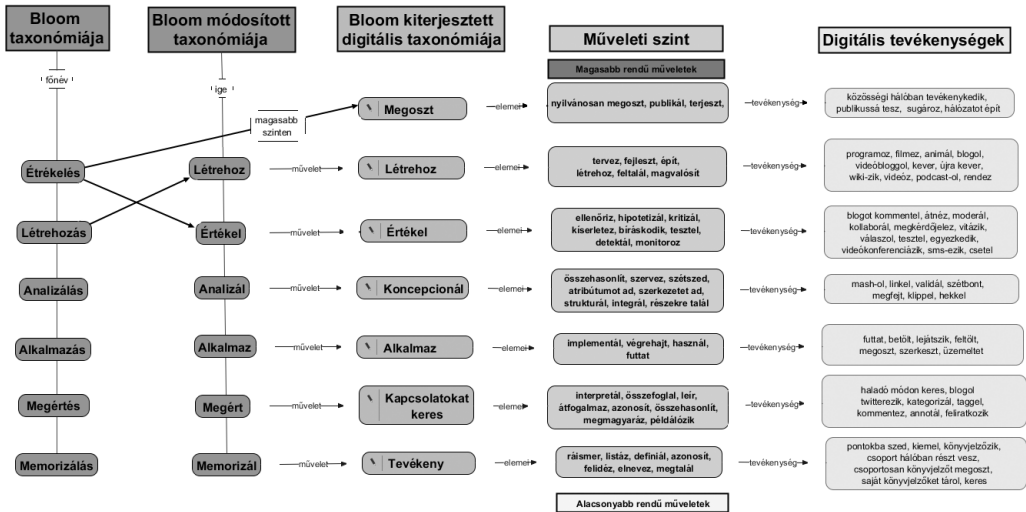 Bloom
taxonómiája
Bloom módosított
taxonómiája
Bloom kiterjesztett
digitális taxonómiája
Műveleti szint
Digitális tevékenységek
főnév
ige
magasabb
szinten
Magasabb rendű műveletek
Megoszt
elemei
nyilvánosan megoszt, publikál, terjeszt,
tevékenység
közösségi hálóban tevékenykedik,
publikussá tesz, sugároz, hálózatot épít
Étrékelés
Létrehoz
művelet
Létrehoz
elemei
tervez, fejleszt, épít,
létrehoz, feltalál, magvalósít
tevékenység
programoz, filmez, animál, blogol,
videóbloggol, kever, újra kever,
wiki-zik, videóz, podcast-ol, rendez
Létrehozás
Értékel
művelet
Értékel
elemei
ellenőriz, hipotetizál, kritizál,
kíserletez, bíráskodik, tesztel,
detektál, monitoroz
tevékenység
blogot kommentel, átnéz, moderál,
kollaborál, megkérdőjelez, vitázik,
válaszol, tesztel, egyezkedik,
videókonferenciázik, sms-ezik, csetel
Analizálás
Analizál
művelet
Koncepcionál
elemei
összehasonlít, szervez, szétszed,
atribútumot ad, szerkezetet ad,
strukturál, integrál, részekre talál
tevékenység
mash-ol, linkel, validál, szétbont,
megfejt, klippel, hekkel
Alkalmazás
Alkalmaz
művelet
Alkalmaz
elemei
implementál, végrehajt, használ,
futtat
tevékenység
futtat, betölt, lejátszik, feltölt,
megoszt, szerkeszt, üzemeltet
Megértés
Megért
művelet
Kapcsolatokat
keres
elemei
interpretál, összefoglal, leír,
átfogalmaz, azonosít, összehasonlít,
megmagyaráz, példálózik
tevékenység
haladó módon keres, blogol
twitterezik, kategorizál, taggel,
kommentez, annotál, feliratkozik
Memorizálás
Memorizál
művelet
Tevékeny
elemei
ráismer, listáz, definiál, azonosít,
felidéz, elnevez, megtalál
tevékenység
pontokba szed, kiemel, könyvjelzőzik,
csoport hálóban részt vesz,
csoportosan könyvjelzőt megoszt,
saját könyvjelzőket tárol, keres
Alacsonyabb rendű műveletek